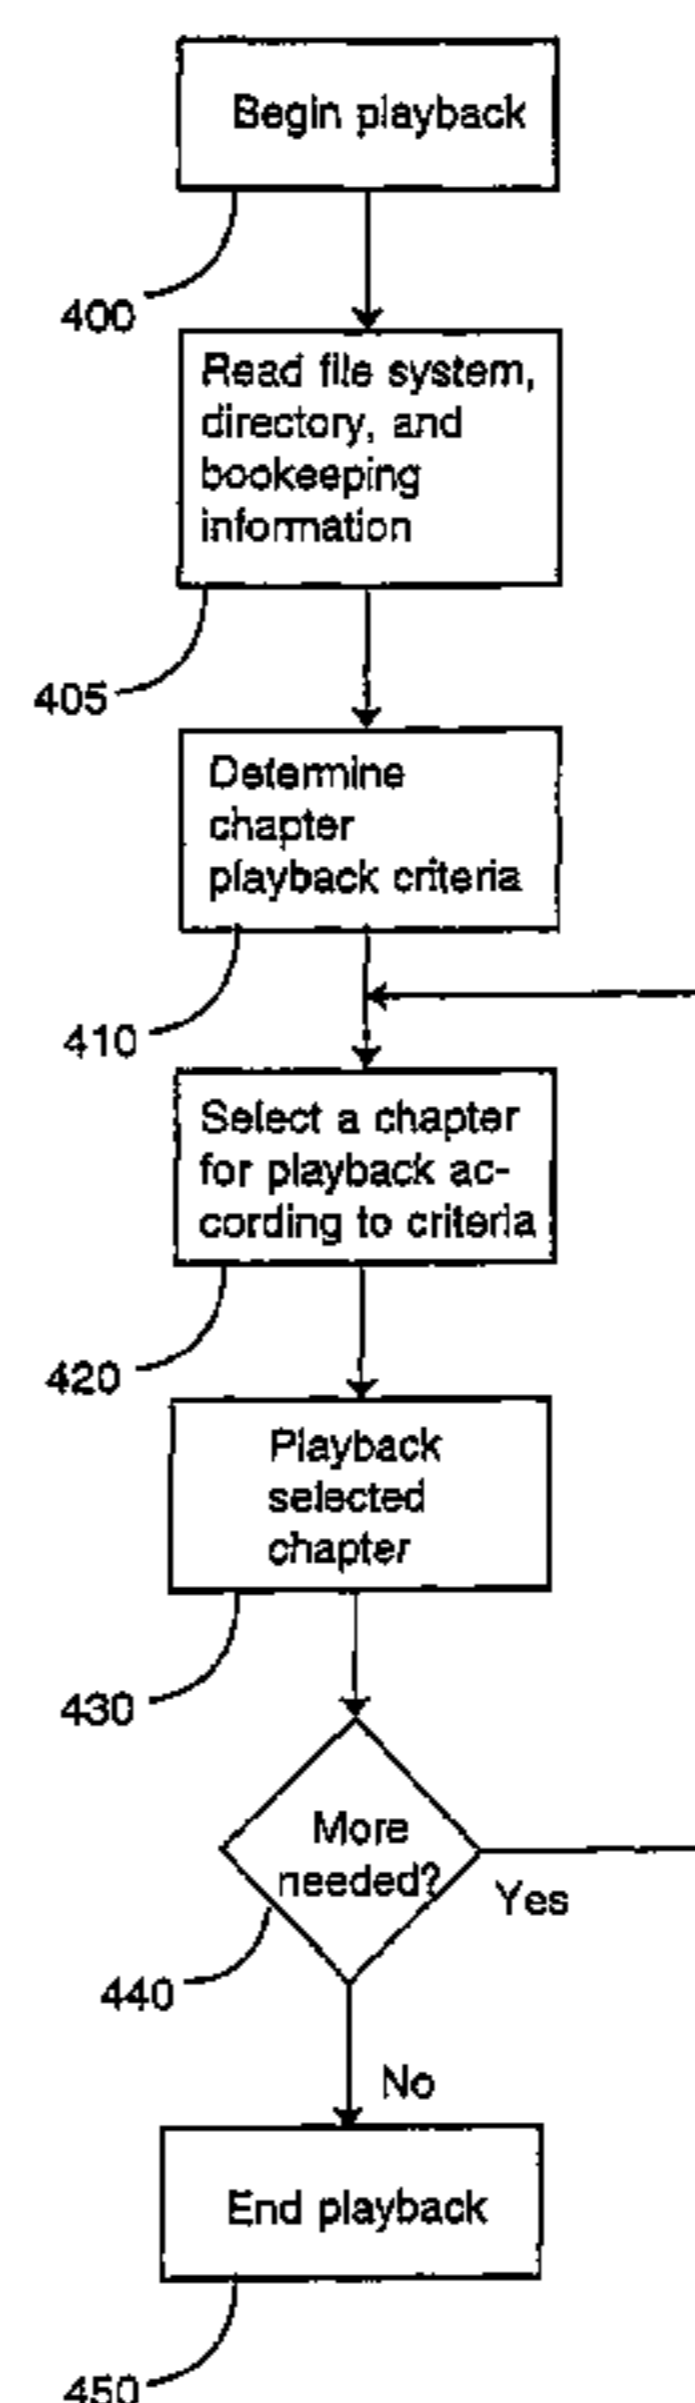 Begin playback
400
Read file system,
directory, and
bookeeping
information
405
Determine
chapter
playback criteria
410
Select a chapter
for playback ac-
cording to criteria
420
Playback
selected
chapter
430
More
needed?
Yes
440
No
End playback
450